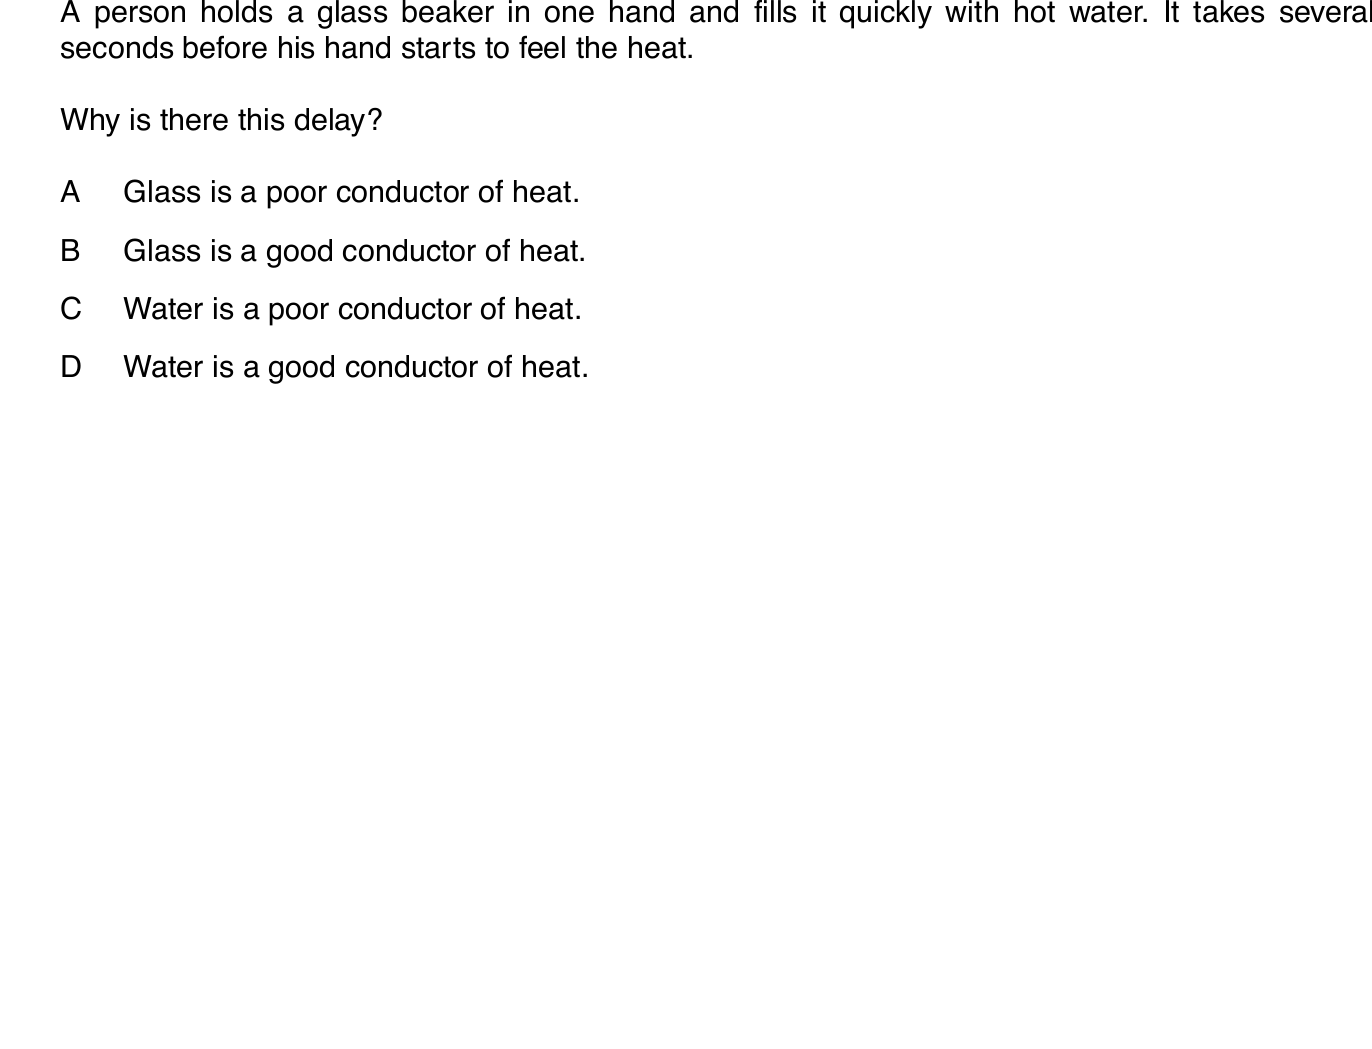 A person holds a glass beaker in one hand and fills it quickly with hot water. It takes several
seconds before his hand starts to feel the heat.
Why is there this delay?
A Glass is a poor conductor of heat.
B Glass is a good conductor of heat.
C Water is a poor conductor of heat.
D Water is a good conductor of heat.